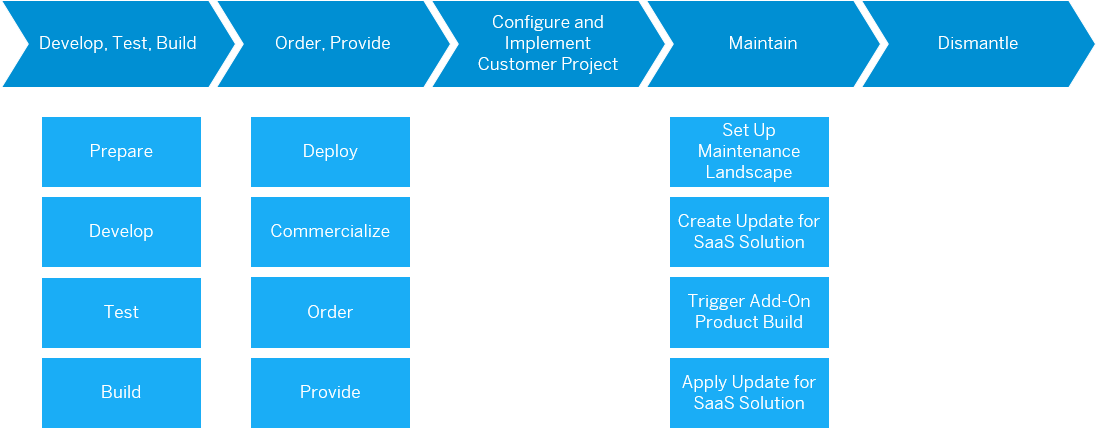 Develop, Test, Build
Order, Provide
Configure and
Implement
Customer Project
Maintain
Dismantle
Prepare
Develop
Test
Build
Deploy
Commercialize
Order
Provide
Set Up
Maintenance
Landscape
Create Update for
SaaS Solution
Trigger Add-On
Product Build
Apply Update for
SaaS Solution